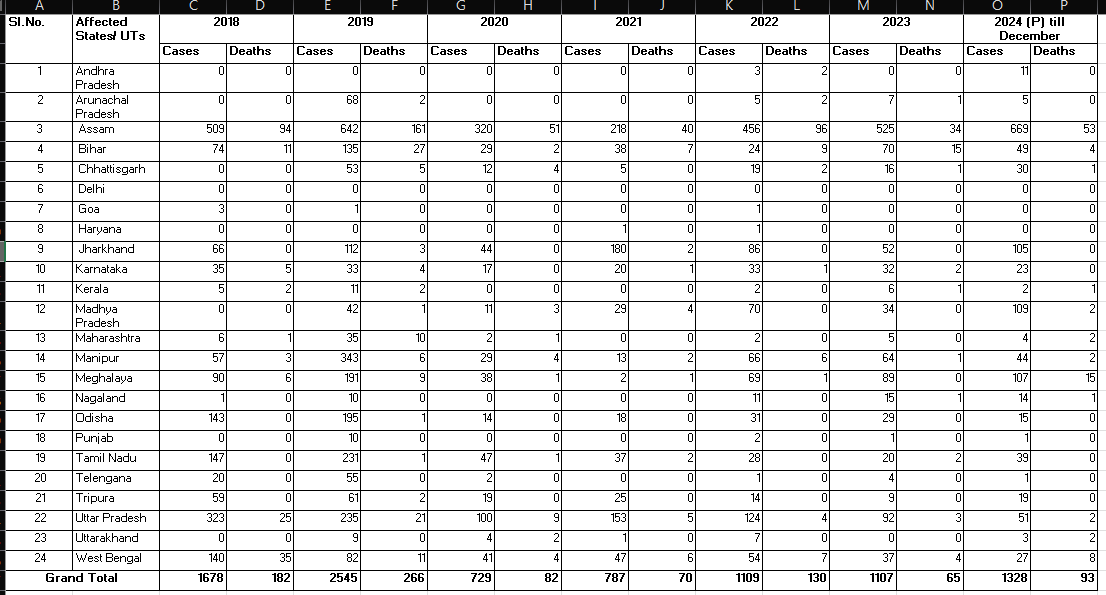 A B C D E F G H I J K L M N O P
Sl.No. Affected States/ UTs 2018 2019 2020 2021 2022 2023 2024 (P) till December
Cases Deaths Cases Deaths Cases Deaths Cases Deaths Cases Deaths Cases Deaths Cases Deaths
1 Andhra Pradesh 0 0 0 0 0 0 0 0 3 2 0 0 11 0
2 Arunachal Pradesh 0 0 68 2 0 0 0 0 5 2 7 1 5 0
3 Assam 509 94 642 161 320 51 218 40 456 96 525 34 669 53
4 Bihar 74 11 135 27 29 2 38 7 24 9 70 15 49 4
5 Chhattisgarh 0 0 53 5 12 4 5 0 19 2 16 1 30 1
6 Delhi 0 0 0 0 0 0 0 0 0 0 0 0 0 0
7 Goa 3 0 1 0 0 0 0 0 1 0 0 0 0 0
8 Haryana 0 0 0 0 0 0 1 0 1 0 0 0 0 0
9 Jharkhand 66 0 112 3 44 0 180 2 86 0 52 0 105 0
10 Karnataka 35 5 33 4 17 0 20 1 33 1 32 2 23 0
11 Kerala 5 2 11 2 0 0 0 0 2 0 6 1 2 1
12 Madhya Pradesh 0 0 42 1 11 3 29 4 70 0 34 0 109 2
13 Maharashtra 6 1 35 10 2 1 0 0 2 0 5 0 4 2
14 Manipur 57 3 343 6 29 4 13 2 66 6 64 1 44 2
15 Meghalaya 90 6 191 9 38 1 2 1 69 1 89 0 107 15
16 Nagaland 1 0 10 0 0 0 0 0 11 0 15 1 14 1
17 Odisha 143 0 195 1 14 0 18 0 31 0 29 0 15 0
18 Punjab 0 0 10 0 0 0 0 0 2 0 1 0 1 0
19 Tamil Nadu 147 0 231 1 47 1 37 2 28 0 20 2 39 0
20 Telengana 20 0 55 0 2 0 0 0 1 0 4 0 1 0
21 Tripura 59 0 61 2 19 0 25 0 14 0 9 0 19 0
22 Uttar Pradesh 323 25 235 21 100 9 153 5 124 4 92 3 51 2
23 Uttarakhand 0 0 9 0 4 2 1 0 7 0 0 0 3 2
24 West Bengal 140 35 82 11 41 4 47 6 54 7 37 4 27 8
Grand Total 1678 182 2545 266 729 82 787 70 1109 130 1107 65 1328 93